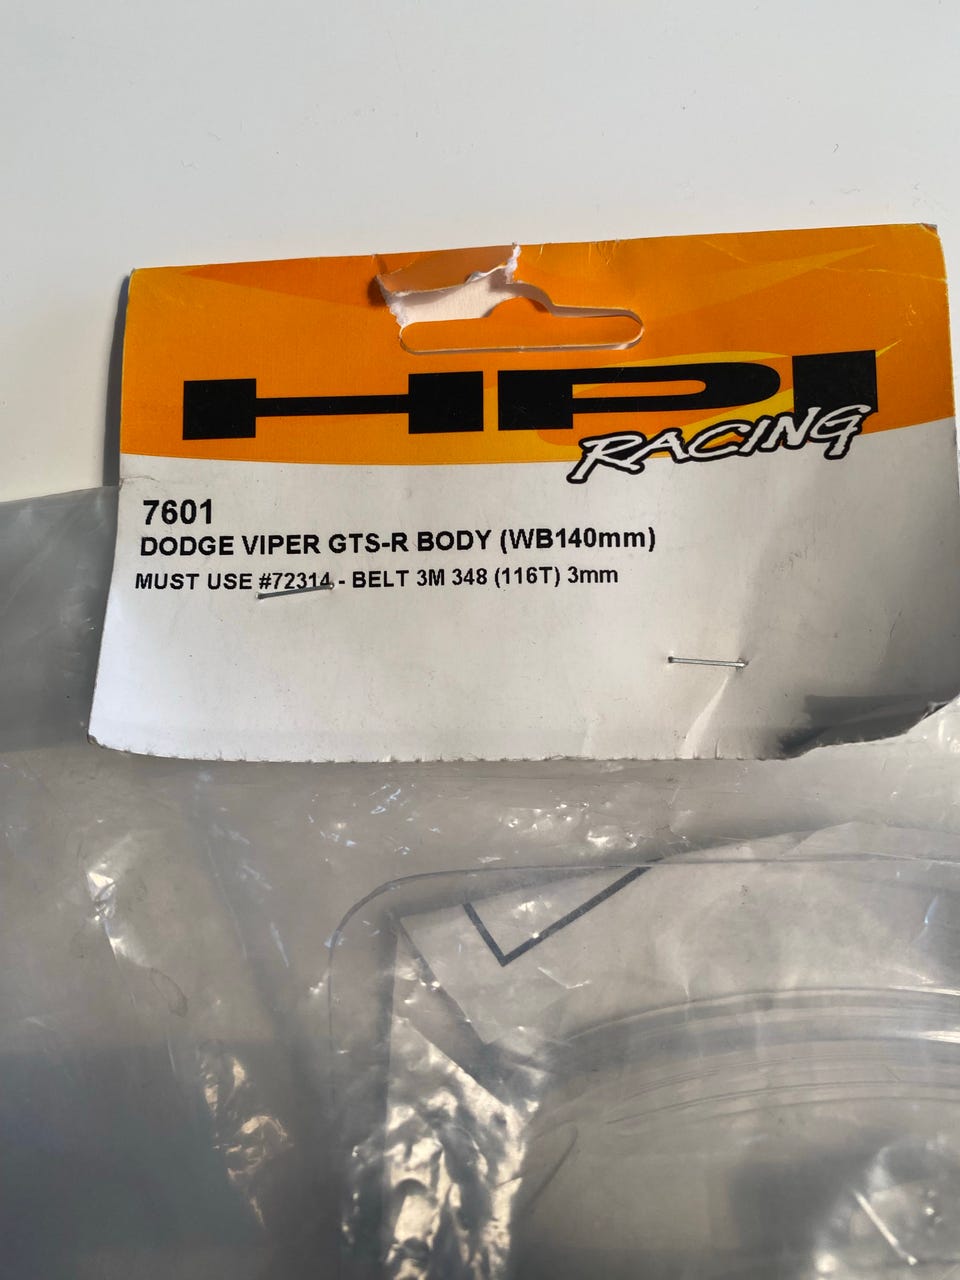 HPI
RACING
7601
DODGE VIPER GTS-R BODY (WB140mm)
MUST USE #72314 - BELT 3M 348 (116T) 3mm